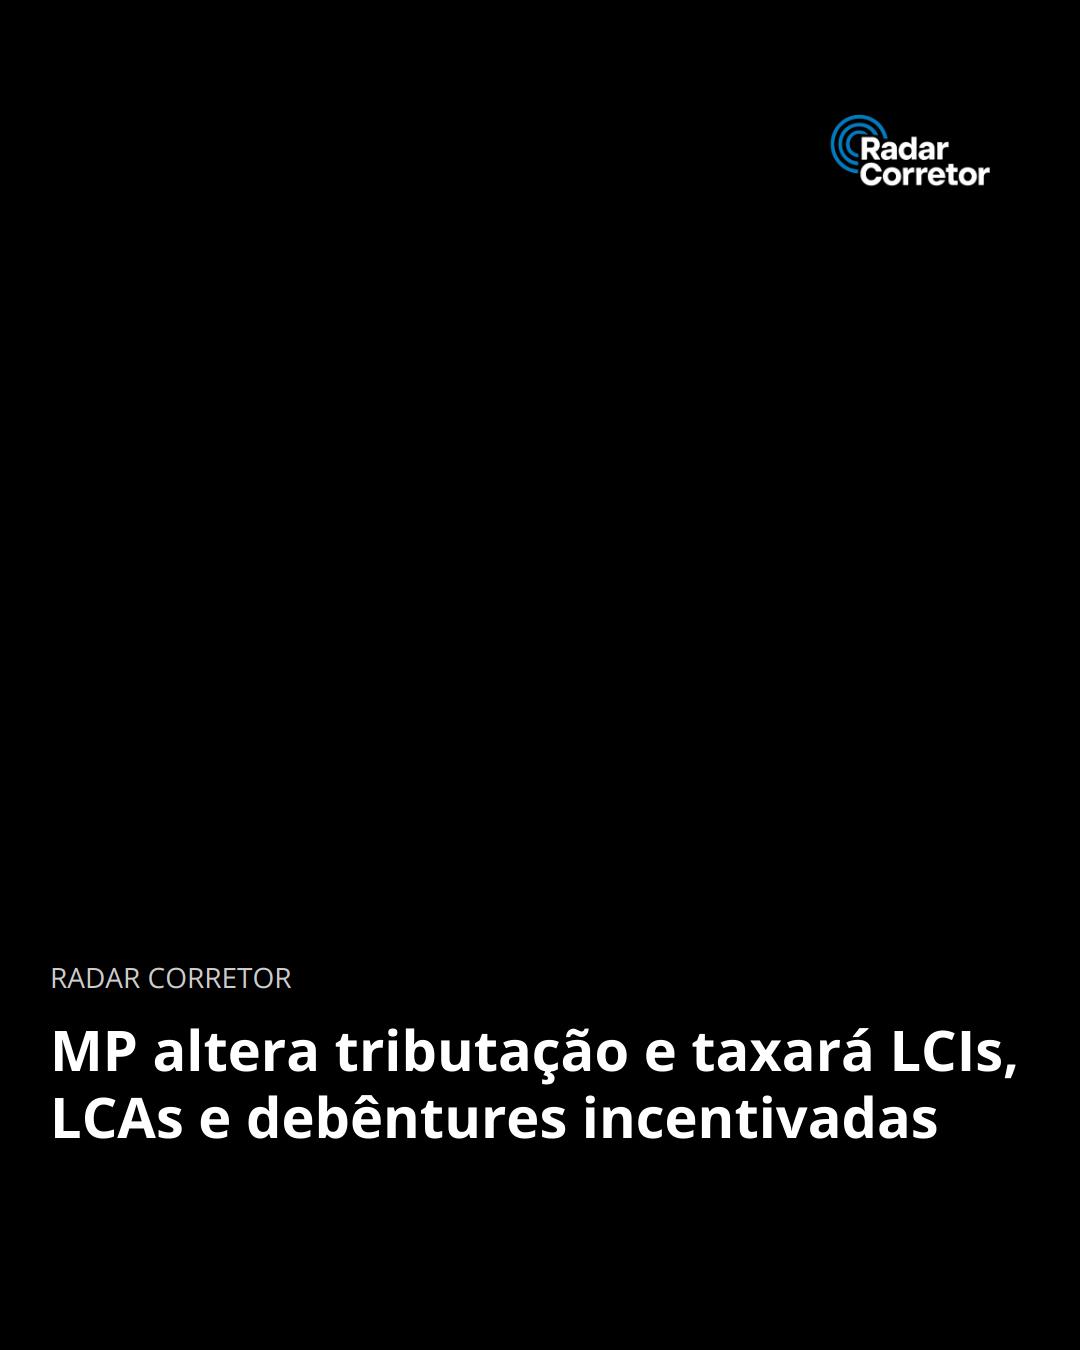 Radar
Corretor
RADAR CORRETOR
MP altera tributação e taxará LCIs,
LCAs e debêntures incentivadas